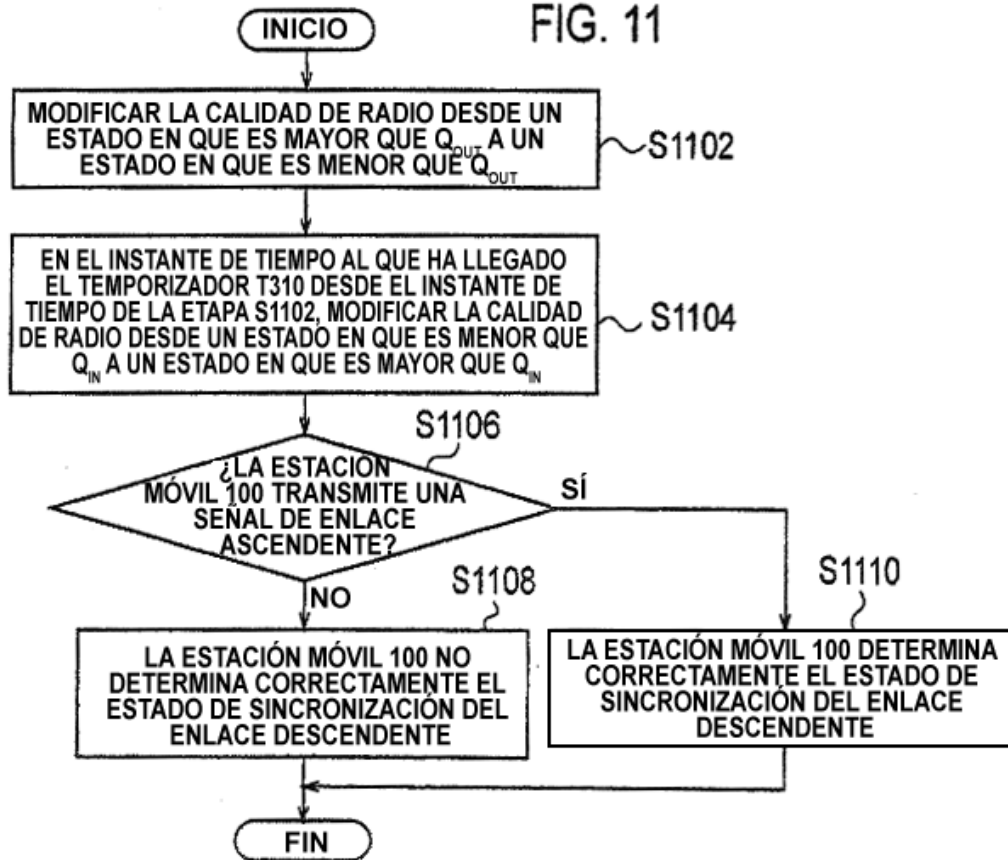 FIG. 11
INICIO
MODIFICAR LA CALIDAD DE RADIO DESDE UN
ESTADO EN QUE ES MAYOR QUE Q_OUT A UN
ESTADO EN QUE ES MENOR QUE Q_OUT
S1102
EN EL INSTANTE DE TIEMPO AL QUE HA LLEGADO
EL TEMPORIZADOR T310 DESDE EL INSTANTE DE
TIEMPO DE LA ETAPA S1102, MODIFICAR LA CALIDAD
DE RADIO DESDE UN ESTADO EN QUE ES MENOR QUE
Q_IN A UN ESTADO EN QUE ES MAYOR QUE Q_IN
S1104
S1106
¿LA ESTACIÓN
MÓVIL 100 TRANSMITE UNA
SEÑAL DE ENLACE
ASCENDENTE?
SÍ
NO
S1108
LA ESTACIÓN MÓVIL 100 NO
DETERMINA CORRECTAMENTE EL
ESTADO DE SINCRONIZACIÓN DEL
ENLACE DESCENDENTE
S1110
LA ESTACIÓN MÓVIL 100 DETERMINA
CORRECTAMENTE EL ESTADO DE
SINCRONIZACIÓN DEL ENLACE
DESCENDENTE
FIN